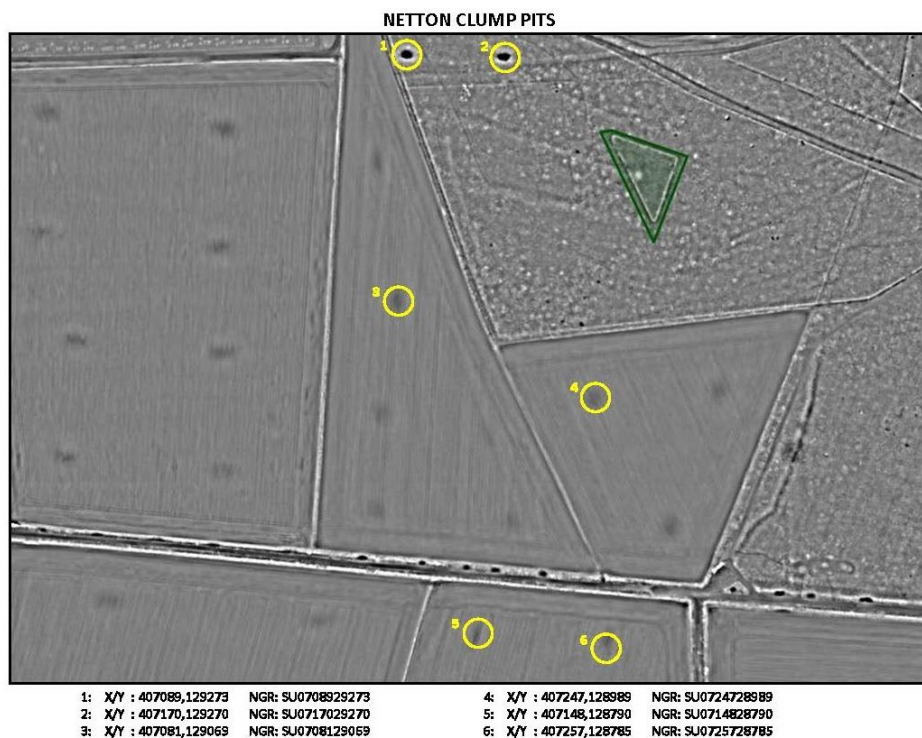 NETTON CLUMP PITS
1
2
3
4
5
6
1: X/Y : 407089,129273 NGR: SU0708929273
2: X/Y : 407170,129270 NGR: SU0717029270
3: X/Y : 407081,129069 NGR: SU0708129069
4: X/Y : 407247,128989 NGR: SU0724728989
5: X/Y : 407148,128790 NGR: SU0714828790
6: X/Y : 407257,128785 NGR: SU0725728785